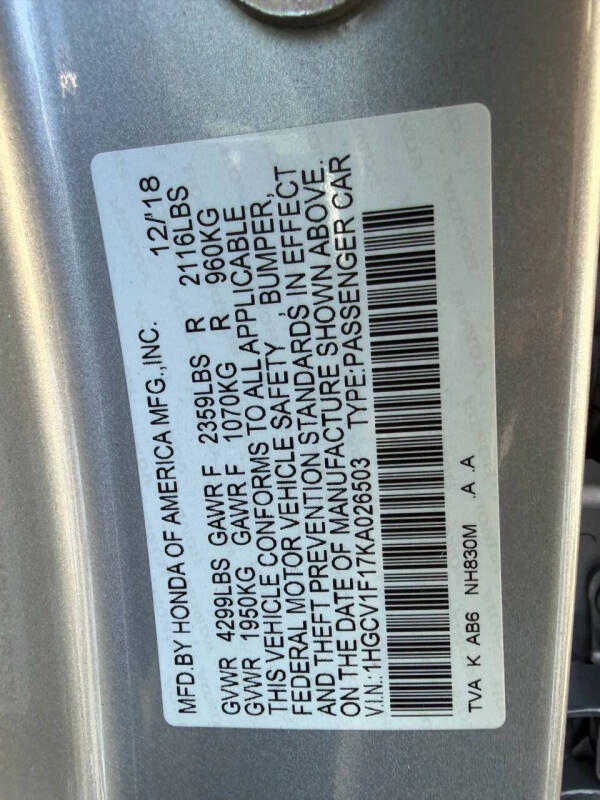 MFD.BY HONDA OF AMERICA MFG.,INC. 12/'18
GVWR 4299LBS GAWR F 2359LBS R 2116LBS
GVWR 1950KG GAWR F 1070KG R 960KG
THIS VEHICLE CONFORMS TO ALL APPLICABLE
FEDERAL MOTOR VEHICLE SAFETY , BUMPER,
AND THEFT PREVENTION STANDARDS IN EFFECT
ON THE DATE OF MANUFACTURE SHOWN ABOVE.
V.I.N.:1HGCV1F17KA026503 TYPE:PASSENGER CAR
TVA K AB6 NH830M .A .A